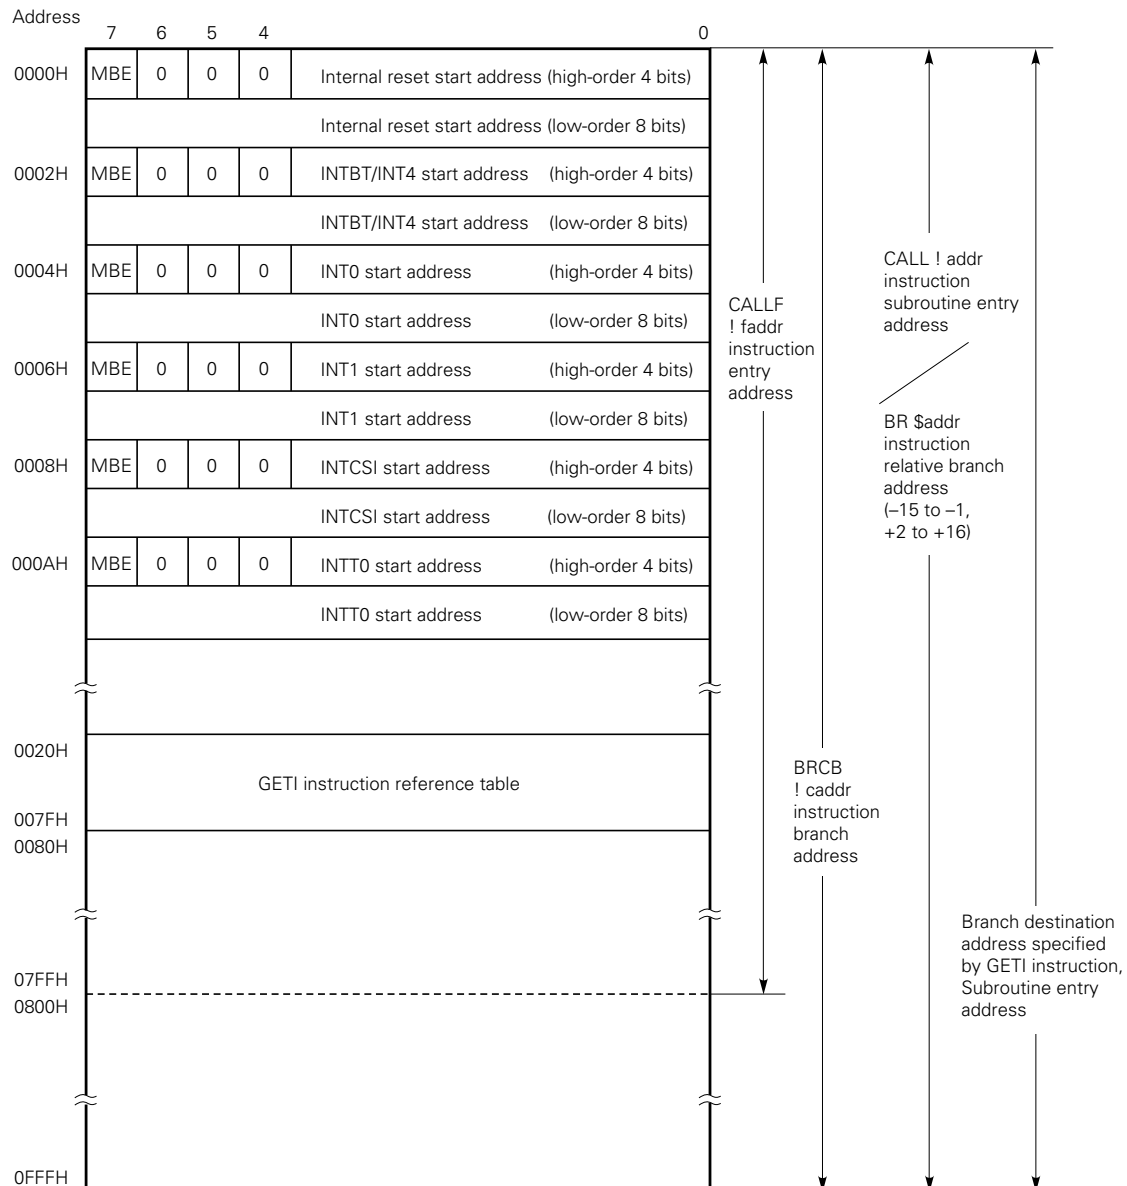 Address
7 6 5 4 0
0000H MBE 0 0 0 Internal reset start address (high-order 4 bits)
Internal reset start address (low-order 8 bits)
0002H MBE 0 0 0 INTBT/INT4 start address (high-order 4 bits)
INTBT/INT4 start address (low-order 8 bits)
0004H MBE 0 0 0 INT0 start address (high-order 4 bits)
INT0 start address (low-order 8 bits)
0006H MBE 0 0 0 INT1 start address (high-order 4 bits)
INT1 start address (low-order 8 bits)
0008H MBE 0 0 0 INTCSI start address (high-order 4 bits)
INTCSI start address (low-order 8 bits)
000AH MBE 0 0 0 INTT0 start address (high-order 4 bits)
INTT0 start address (low-order 8 bits)
0020H
GETI instruction reference table
007FH
0080H
07FFH
0800H
0FFFH
CALLF
! faddr
instruction
entry
address
BRCB
! caddr
instruction
branch
address
CALL ! addr
instruction
subroutine entry
address
BR $addr
instruction
relative branch
address
(–15 to –1,
+2 to +16)
Branch destination
address specified
by GETI instruction,
Subroutine entry
address